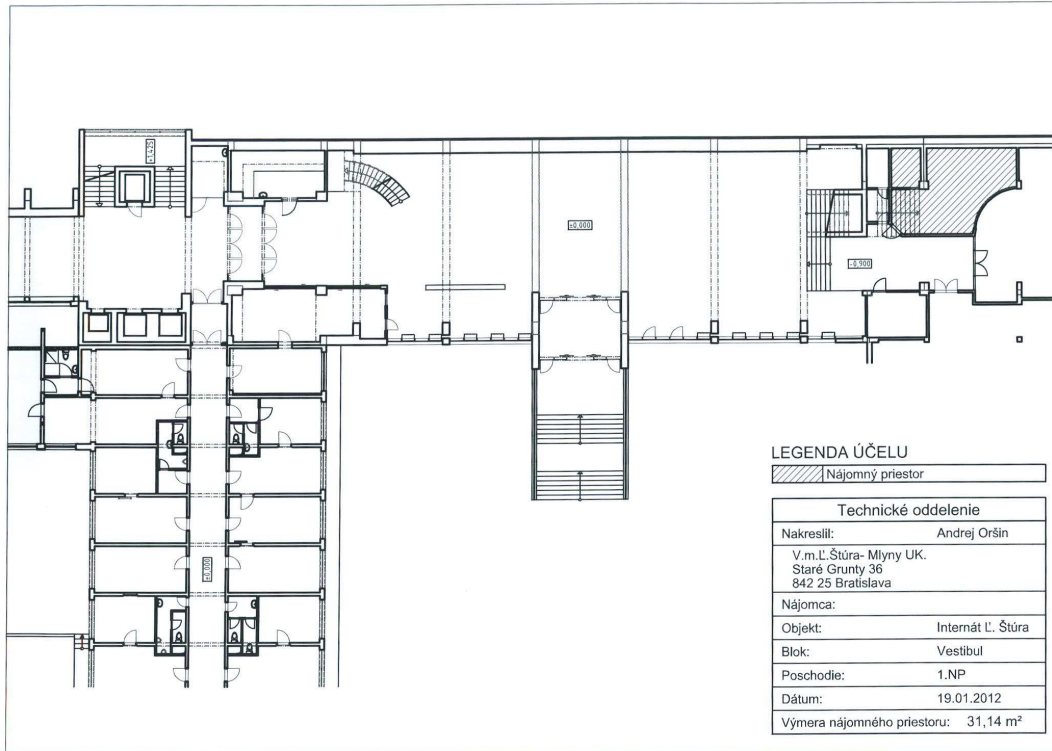 +1,425
±0,000
-0,900
±0,000
LEGENDA ÚČELU
Nájomný priestor
Technické oddelenie
Nakreslil: Andrej Oršin
V.m.Ľ.Štúra- Mlyny UK.
Staré Grunty 36
842 25 Bratislava
Nájomca:
Objekt: Internát Ľ. Štúra
Blok: Vestibul
Poschodie: 1.NP
Dátum: 19.01.2012
Výmera nájomného priestoru: 31,14 m²